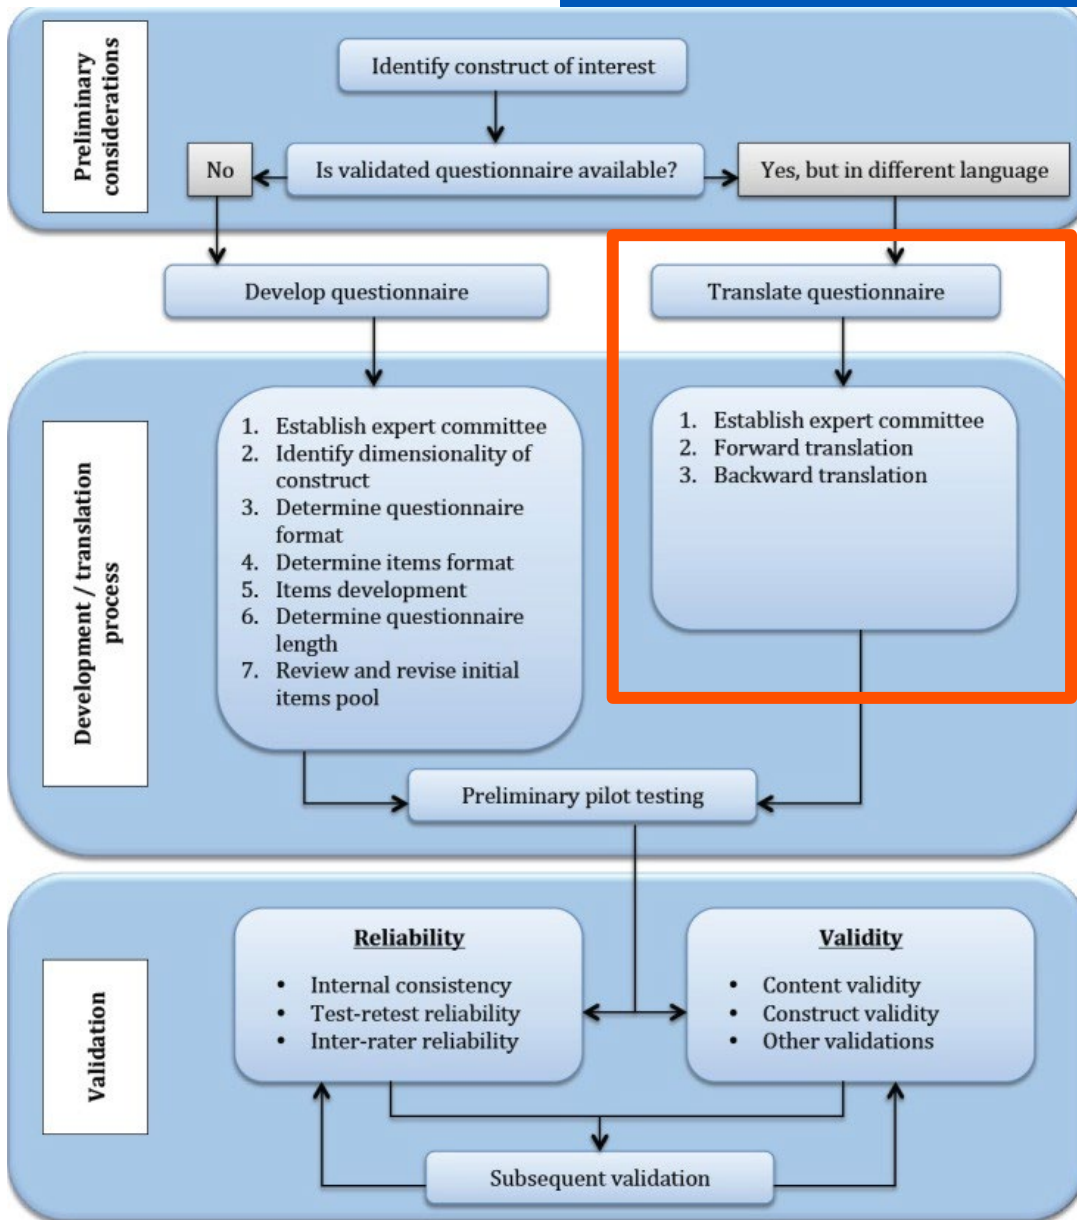 Preliminary
considerations
Identify construct of interest
No
Is validated questionnaire available?
Yes, but in different language
Develop questionnaire
Translate questionnaire
Development / translation
process
1. Establish expert committee
2. Identify dimensionality of
construct
3. Determine questionnaire
format
4. Determine items format
5. Items development
6. Determine questionnaire
length
7. Review and revise initial
items pool
1. Establish expert committee
2. Forward translation
3. Backward translation
Preliminary pilot testing
Validation
Reliability
• Internal consistency
• Test-retest reliability
• Inter-rater reliability
Validity
• Content validity
• Construct validity
• Other validations
Subsequent validation